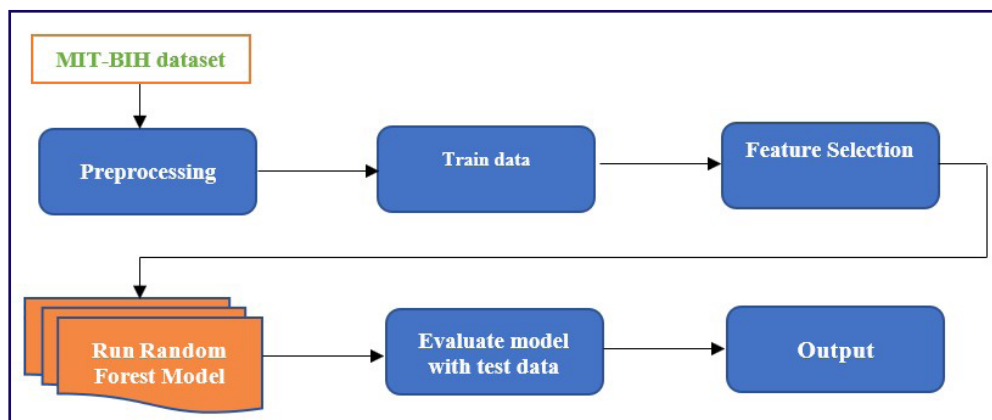 MIT-BIH dataset
Preprocessing
Train data
Feature Selection
Run Random
Forest Model
Evaluate model
with test data
Output